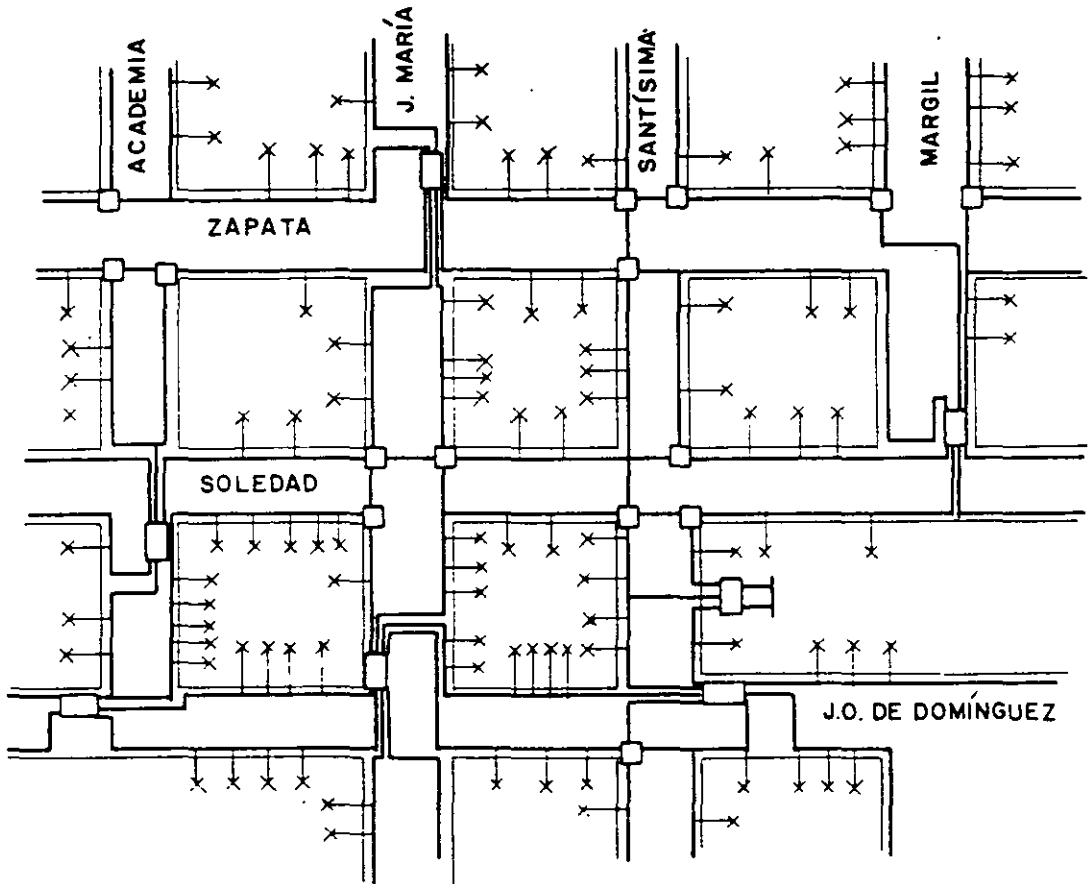 ACADEMIA
J. MARÍA
SANTÍSIMA
MARGIL
ZAPATA
SOLEDAD
J.O. DE DOMÍNGUEZ